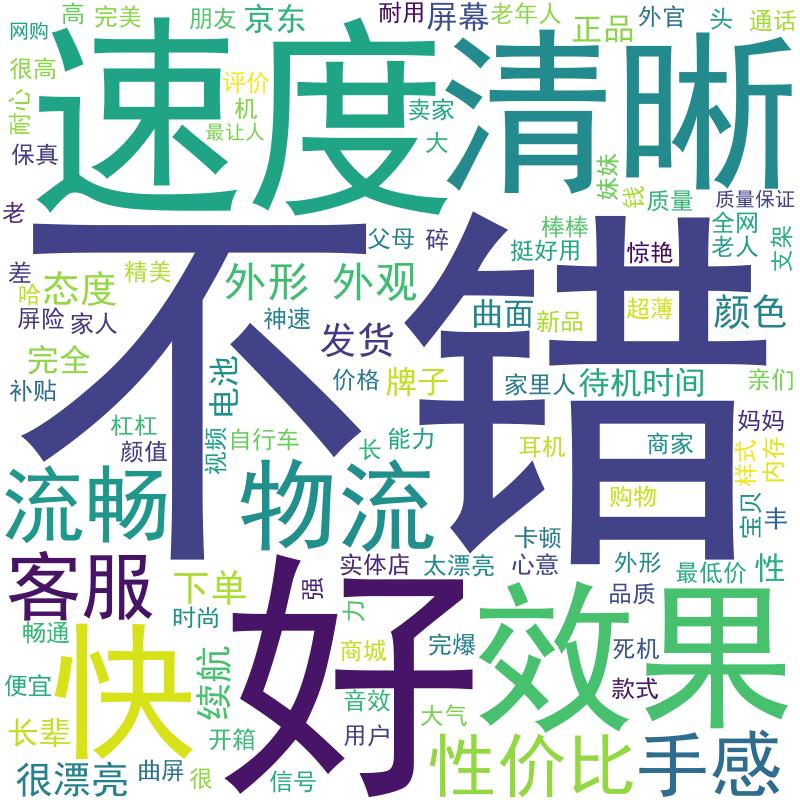 网购
高
完美
朋友
京东
耐用
屏幕
老年人
正品
外官
头
通话
很高
耐心
评价
机
最让人
卖家
大
速度
清晰
保真
妹妹
钱
质量
质量保证
老
父母
碎
棒棒
挺好用
惊艳
全网
老人
支架
不错
差
哈
态度
精美
外形
外观
屏险
家人
神速
发货
曲面
新品
超薄
颜色
完全
补贴
电池
价格
牌子
家里人
待机时间
亲们
杠杠
颜值
视频
自行车
长
能力
耳机
商家
妈妈
样式
内存
流畅
物流
购物
宝贝
丰
客服
下单
时尚
实体店
强
力
太漂亮
卡顿
心意
外形
品质
最低价
性
好
效果
畅通
快
续航
商城
完爆
死机
便宜
款式
长辈
开箱
音效
用户
大气
性价比
手感
很漂亮
曲屏
很
信号